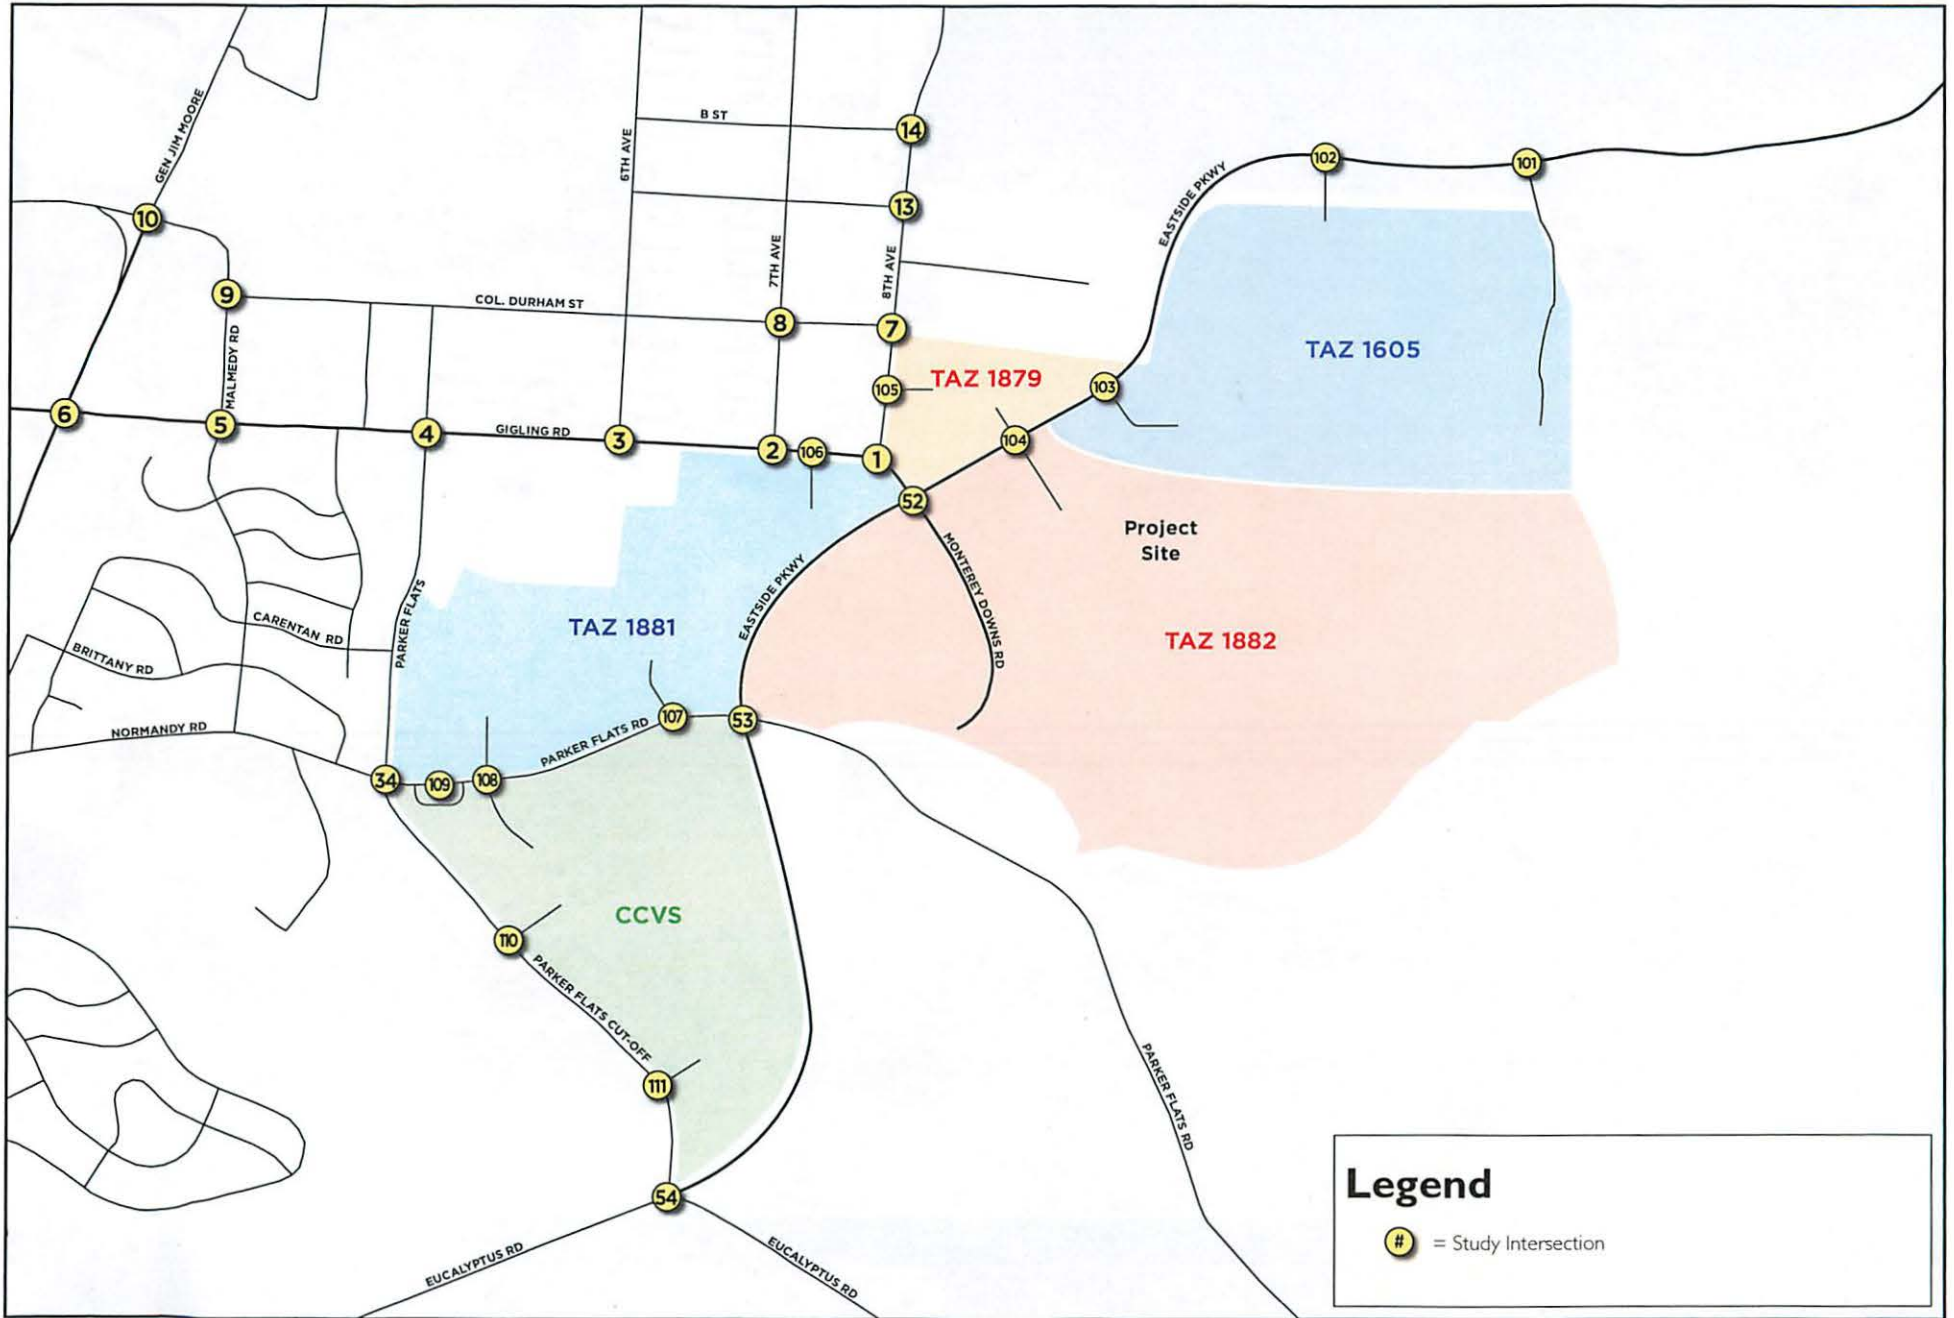 GEN JIM MOORE
B ST
6TH AVE
14
102
101
EASTSIDE PKWY
10
13
7TH AVE
8TH AVE
9
COL. DURHAM ST
8
7
MALMEDY RD
TAZ 1605
105
TAZ 1879
103
6
5
4
GIGLING RD
3
2
106
1
104
52
Project
Site
MONTEREY DOWNS RD
EASTSIDE PKWY
PARKER FLATS
CARENTAN RD
TAZ 1881
TAZ 1882
BRITTANY RD
NORMANDY RD
107
53
PARKER FLATS RD
34
109
108
CCVS
110
PARKER FLATS CUT-OFF
111
PARKER FLATS RD
54
EUCALYPTUS RD
EUCALYPTUS RD
Legend
# = Study Intersection